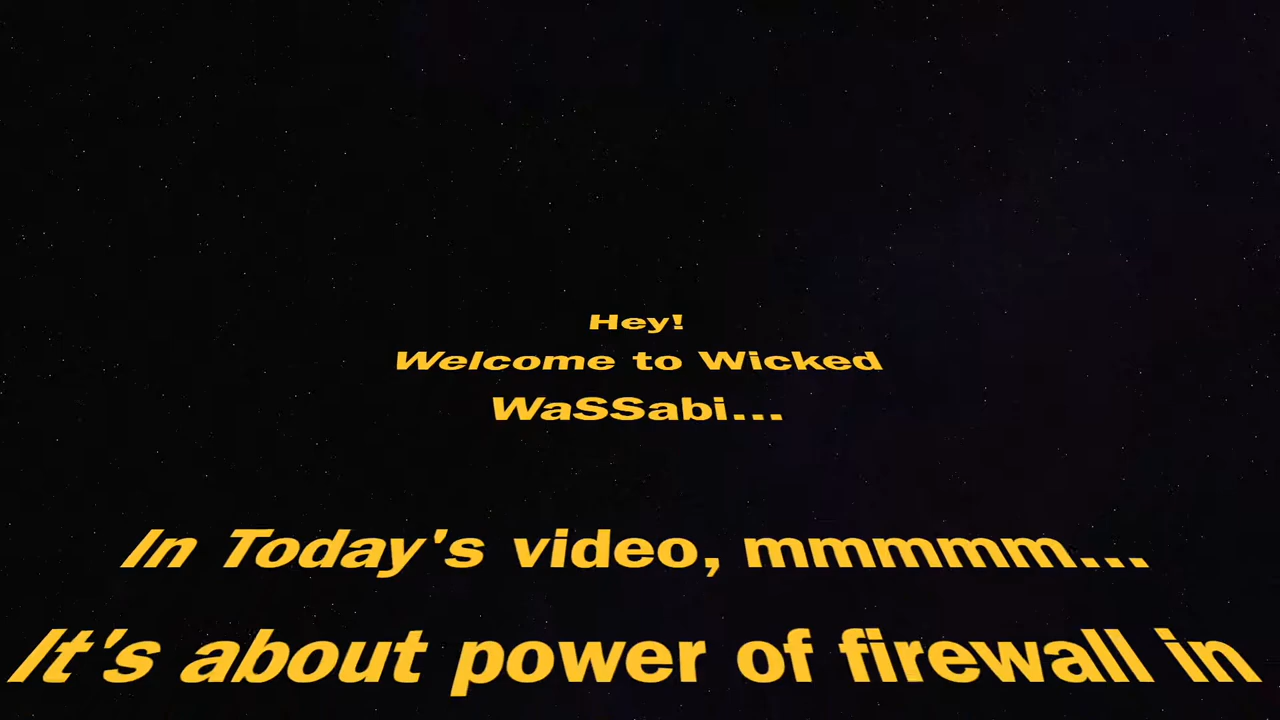 Hey!
Welcome to Wicked
WaSSabi...
In Today's video, mmmmm...
It's about power of firewall in